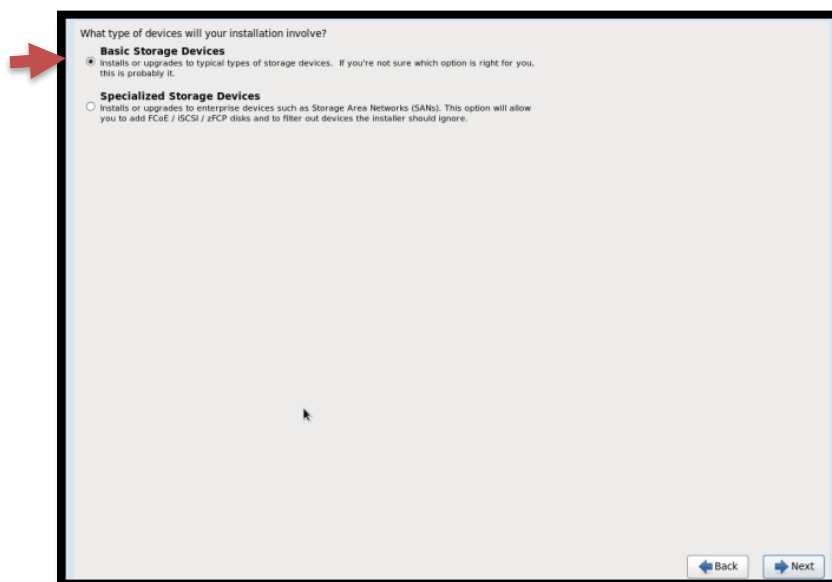 What type of devices will your installation involve?
Basic Storage Devices
Installs or upgrades to typical types of storage devices.  If you're not sure which option is right for you,
this is probably it.
Specialized Storage Devices
Installs or upgrades to enterprise devices such as Storage Area Networks (SANs). This option will allow
you to add FCoE / iSCSI / zFCP disks and to filter out devices the installer should ignore.
Back
Next